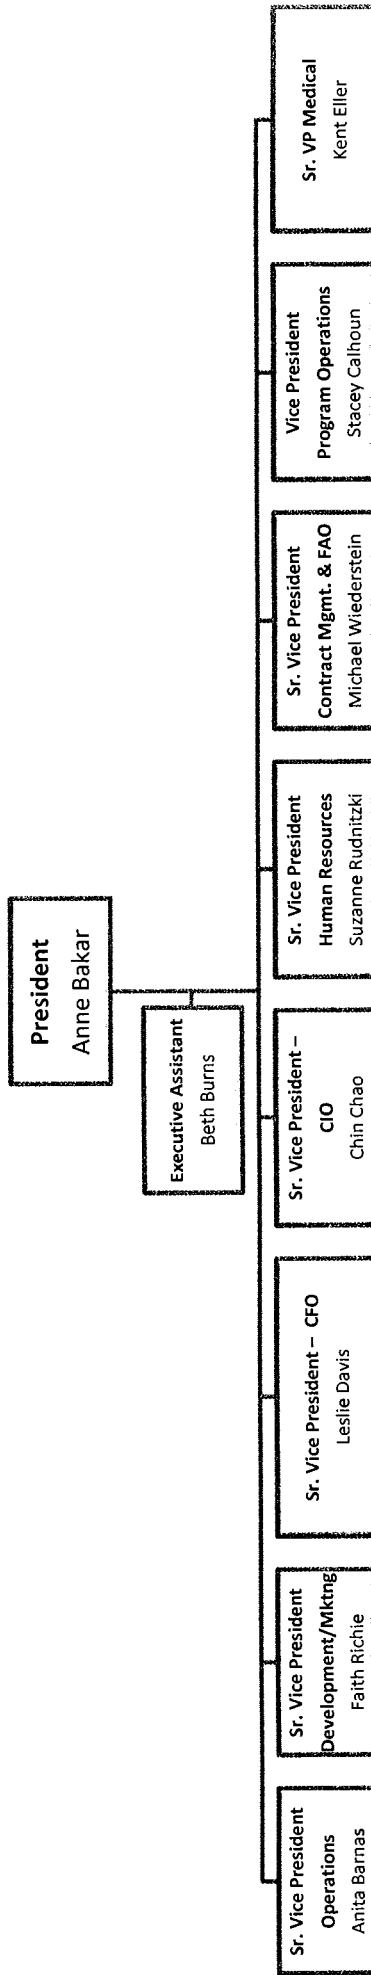 President
Anne Bakar
Executive Assistant
Beth Burns
Sr. Vice President
Operations
Anita Barnas
Sr. Vice President
Development/Mktng
Faith Richie
Sr. Vice President – CFO
Leslie Davis
Sr. Vice President –
CIO
Chin Chao
Sr. Vice President
Human Resources
Suzanne Rudnitzki
Sr. Vice President
Contract Mgmt. & FAO
Michael Wiederstein
Vice President
Program Operations
Stacey Calhoun
Sr. VP Medical
Kent Eller